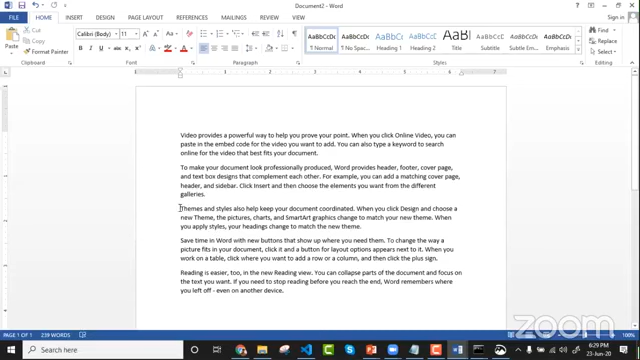 Document2 - Word
FILE HOME INSERT DESIGN PAGE LAYOUT REFERENCES MAILINGS REVIEW VIEW
Sign in
Cut
Copy
Format Painter
Paste
Clipboard
Calibri (Body) 11
Font
Paragraph
AaBbCcDc AaBbCcDc AaBbCc AaBbCcC AaBl AaBbCcD AaBbCcDc AaBbCcDc
¶ Normal ¶ No Spac... Heading 1 Heading 2 Title Subtitle Subtle Em... Emphasis
Styles
Find
Replace
Select
Editing
Video provides a powerful way to help you prove your point. When you click Online Video, you can
paste in the embed code for the video you want to add. You can also type a keyword to search
online for the video that best fits your document.
To make your document look professionally produced, Word provides header, footer, cover page,
and text box designs that complement each other. For example, you can add a matching cover page,
header, and sidebar. Click Insert and then choose the elements you want from the different
galleries.
Themes and styles also help keep your document coordinated. When you click Design and choose a
new Theme, the pictures, charts, and SmartArt graphics change to match your new theme. When
you apply styles, your headings change to match the new theme.
Save time in Word with new buttons that show up where you need them. To change the way a
picture fits in your document, click it and a button for layout options appears next to it. When you
work on a table, click where you want to add a row or a column, and then click the plus sign.
Reading is easier, too, in the new Reading view. You can collapse parts of the document and focus on
the text you want. If you need to stop reading before you reach the end, Word remembers where
you left off - even on another device.
zoom
PAGE 1 OF 1 239 WORDS
100%
Search here
6:29 PM
23-Jun-20